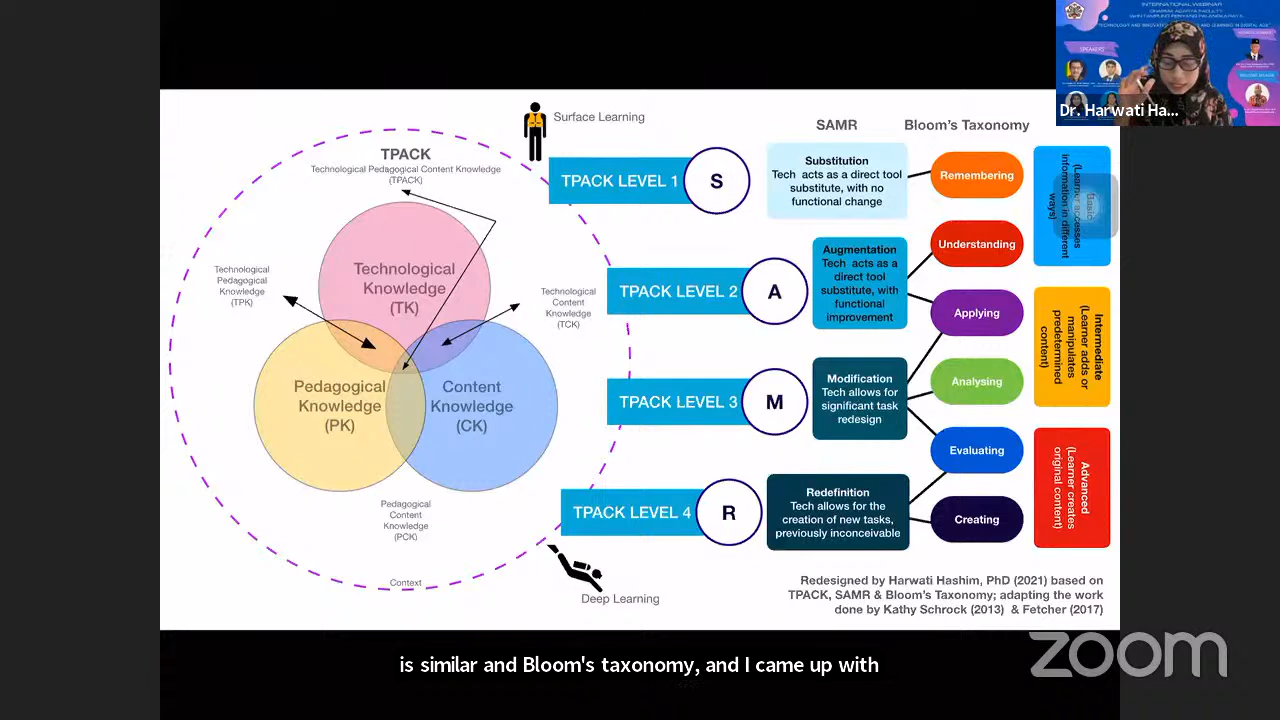 INTERNATIONAL WEBINAR
SPEAKERS
Dr. Harwati Ha...
Surface Learning
SAMR
Bloom's Taxonomy
TPACK
Technological Pedagogical Content Knowledge
(TPACK)
TPACK LEVEL 1
S
Substitution
Tech acts as a direct tool
substitute, with no
functional change
Remembering
Basic
(Learner accesses
information in different
ways)
Understanding
Technological
Knowledge
(TK)
Technological
Pedagogical
Knowledge
(TPK)
Technological
Content
Knowledge
(TCK)
TPACK LEVEL 2
A
Augmentation
Tech acts as a
direct tool
substitute, with
functional
improvement
Applying
Intermediate
(Learner adds or
manipulates
predetermined
content)
Pedagogical
Knowledge
(PK)
Content
Knowledge
(CK)
TPACK LEVEL 3
M
Modification
Tech allows for
significant task
redesign
Analysing
Evaluating
Advanced
(Learner creates
original content)
TPACK LEVEL 4
R
Redefinition
Tech allows for the
creation of new tasks,
previously inconceivable
Creating
Pedagogical
Content
Knowledge
(PCK)
Context
Deep Learning
Redesigned by Harwati Hashim, PhD (2021) based on
TPACK, SAMR & Bloom's Taxonomy; adapting the work
done by Kathy Schrock (2013) & Fetcher (2017)
is similar and Bloom's taxonomy, and I came up with
zoom